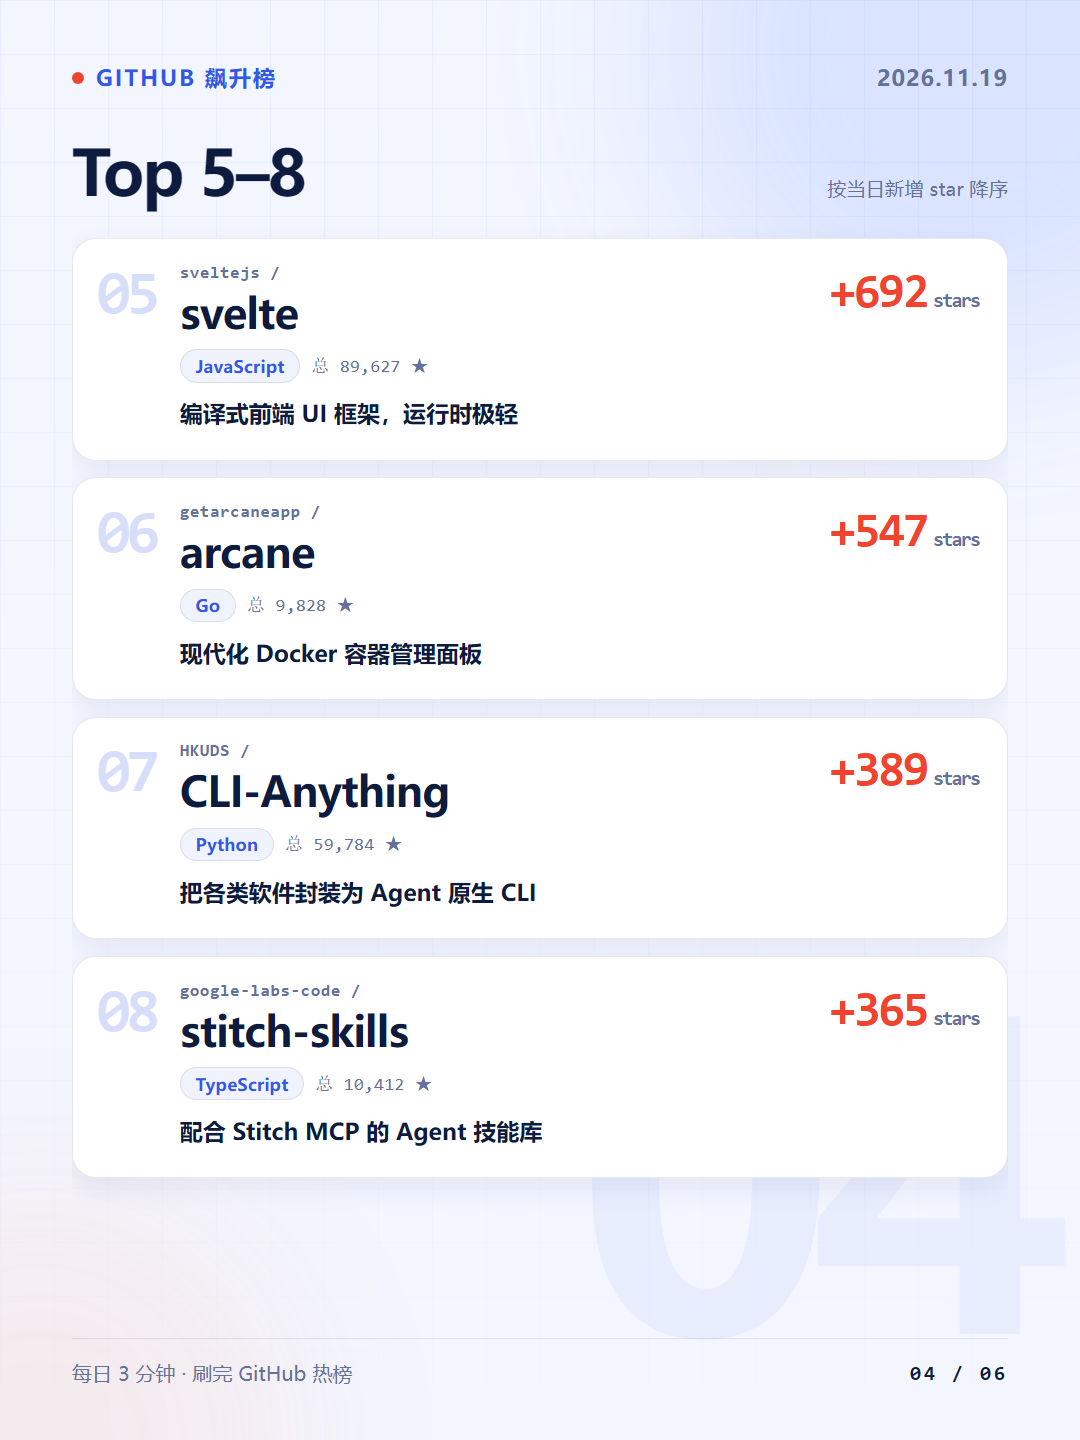 GITHUB 飙升榜
2026.11.19
Top 5–8
按当日新增 star 降序
05
sveltejs /
svelte
+692 stars
JavaScript 总 89,627 ★
编译式前端 UI 框架，运行时极轻
06
getarcaneapp /
arcane
+547 stars
Go 总 9,828 ★
现代化 Docker 容器管理面板
07
HKUDS /
CLI-Anything
+389 stars
Python 总 59,784 ★
把各类软件封装为 Agent 原生 CLI
08
google-labs-code /
stitch-skills
+365 stars
TypeScript 总 10,412 ★
配合 Stitch MCP 的 Agent 技能库
04
每日 3 分钟 · 刷完 GitHub 热榜
04 / 06